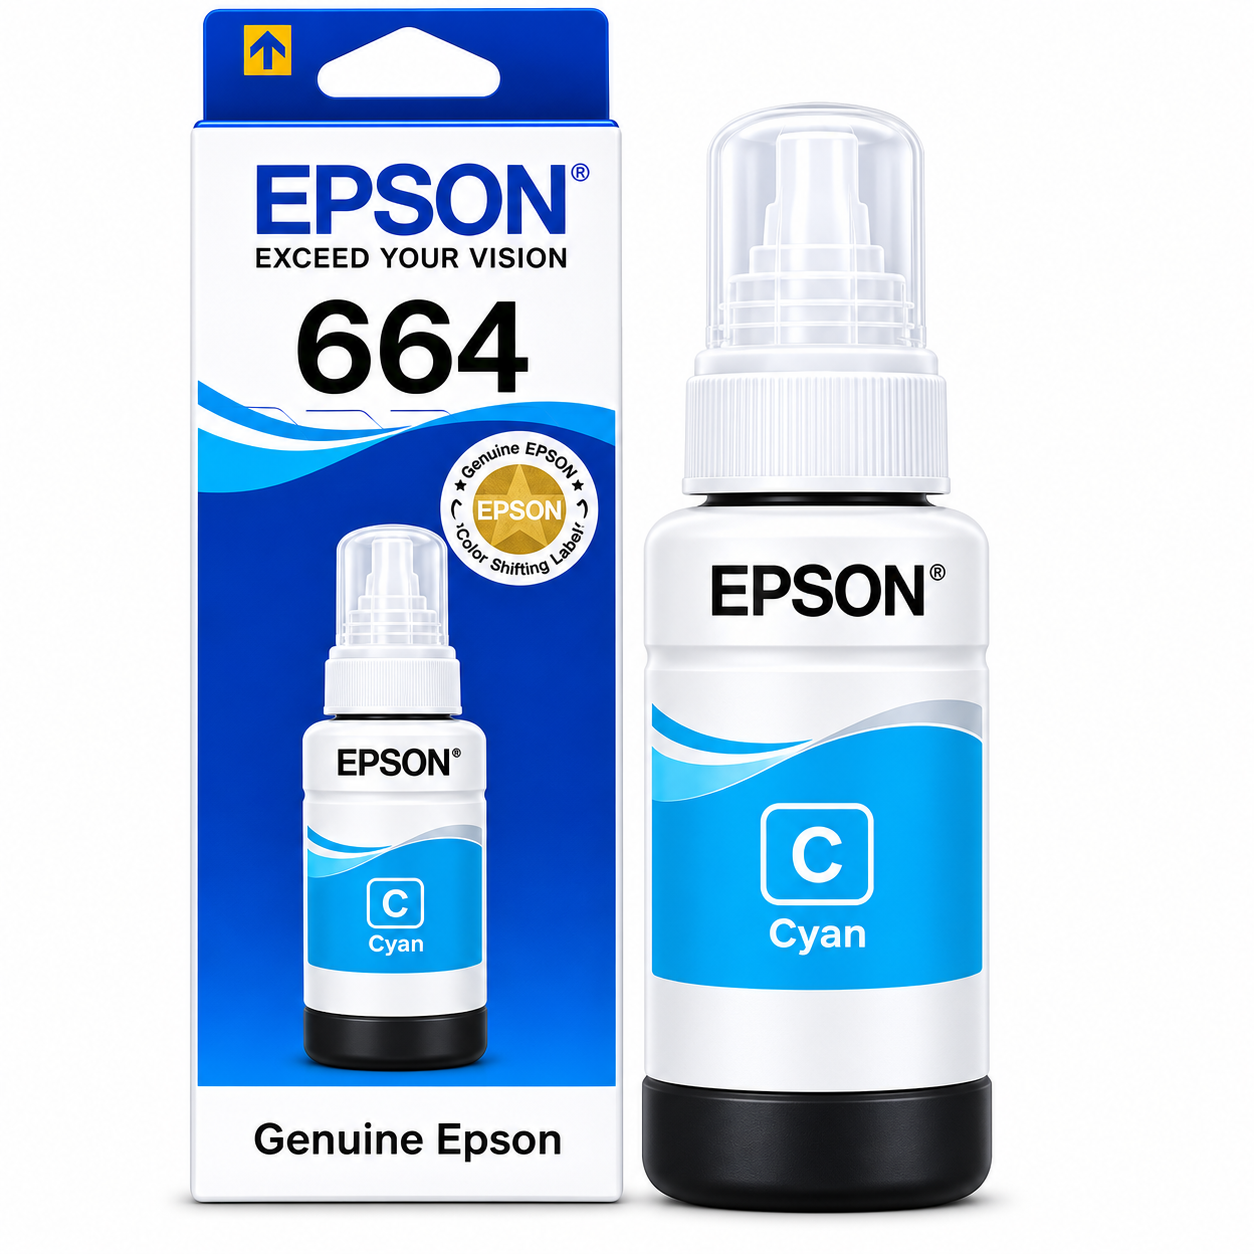 EPSON®
EXCEED YOUR VISION
664
Genuine EPSON
EPSON
Color Shifting Label
EPSON®
C
Cyan
Genuine Epson
EPSON®
C
Cyan